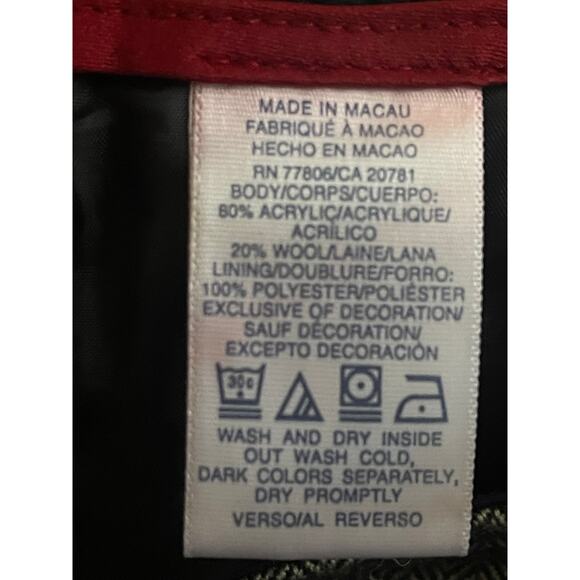 MADE IN MACAU
FABRIQUÉ À MACAO
HECHO EN MACAO
RN 77806/CA 20781
BODY/CORPS/CUERPO:
80% ACRYLIC/ACRYLIQUE/
ACRÍLICO
20% WOOL/LAINE/LANA
LINING/DOUBLURE/FORRO:
100% POLYESTER/POLIÉSTER
EXCLUSIVE OF DECORATION/
SAUF DÉCORATION/
EXCEPTO DECORACIÓN
30c
WASH AND DRY INSIDE
OUT WASH COLD,
DARK COLORS SEPARATELY,
DRY PROMPTLY
VERSO/AL REVERSO